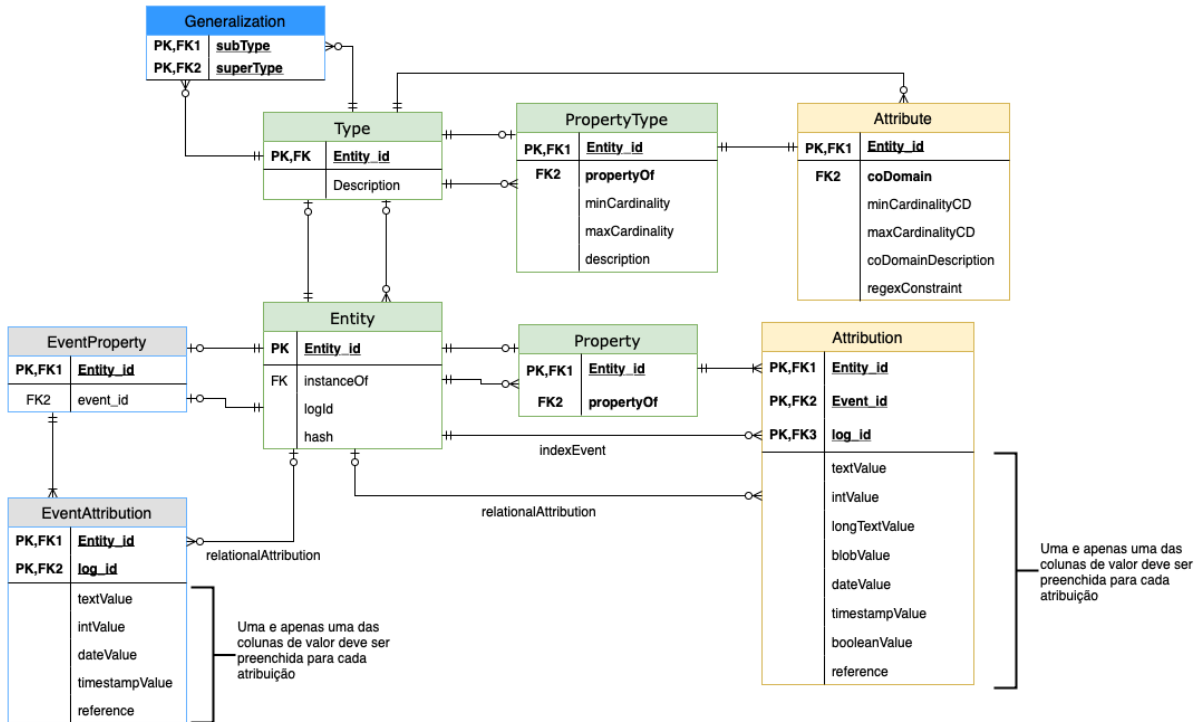 Generalization
PK,FK1 subType
PK,FK2 superType
Type
PK,FK Entity_id
Description
PropertyType
PK,FK1 Entity_id
FK2 propertyOf
minCardinality
maxCardinality
description
Attribute
PK,FK1 Entity_id
FK2 coDomain
minCardinalityCD
maxCardinalityCD
coDomainDescription
regexConstraint
Entity
PK Entity_id
FK instanceOf
logId
hash
EventProperty
PK,FK1 Entity_id
FK2 event_id
Property
PK,FK1 Entity_id
FK2 propertyOf
Attribution
PK,FK1 Entity_id
PK,FK2 Event_id
PK,FK3 log_id
textValue
intValue
longTextValue
blobValue
dateValue
timestampValue
booleanValue
reference
indexEvent
relationalAttribution
Uma e apenas uma das
colunas de valor deve ser
preenchida para cada
atribuição
EventAttribution
PK,FK1 Entity_id
PK,FK2 log_id
textValue
intValue
dateValue
timestampValue
reference
relationalAttribution
Uma e apenas uma das
colunas de valor deve ser
preenchida para cada
atribuição